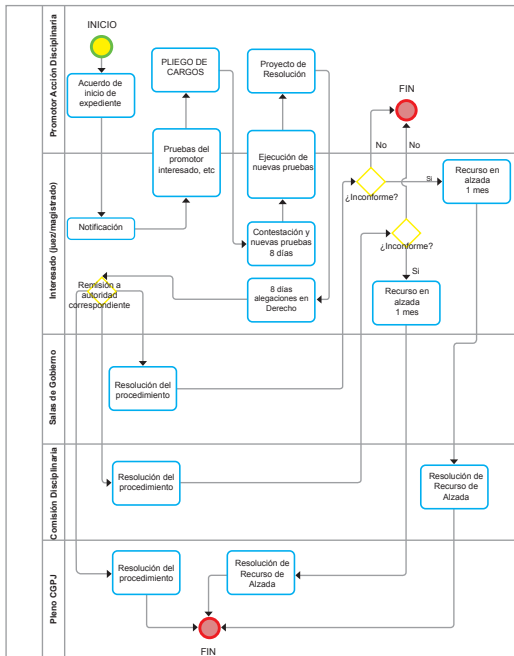 Promotor Acción Disciplinaria
INICIO
Acuerdo de
inicio de
expediente
PLIEGO DE
CARGOS
Proyecto de
Resolución
FIN
No
No
Pruebas del
promotor
interesado, etc
Ejecución de
nuevas pruebas
Interesado (juez/magistrado)
Notificación
Contestación y
nuevas pruebas
8 días
¿Inconforme?
Si
Recurso en
alzada
1 mes
¿Inconforme?
Si
Remisión a
autoridad
correspondiente
8 días
alegaciones en
Derecho
Recurso en
alzada
1 mes
Salas de Gobierno
Resolución del
procedimiento
Comisión Disciplinaria
Resolución del
procedimiento
Resolución de
Recurso de
Alzada
Pleno CGPJ
Resolución del
procedimiento
Resolución de
Recurso de
Alzada
FIN